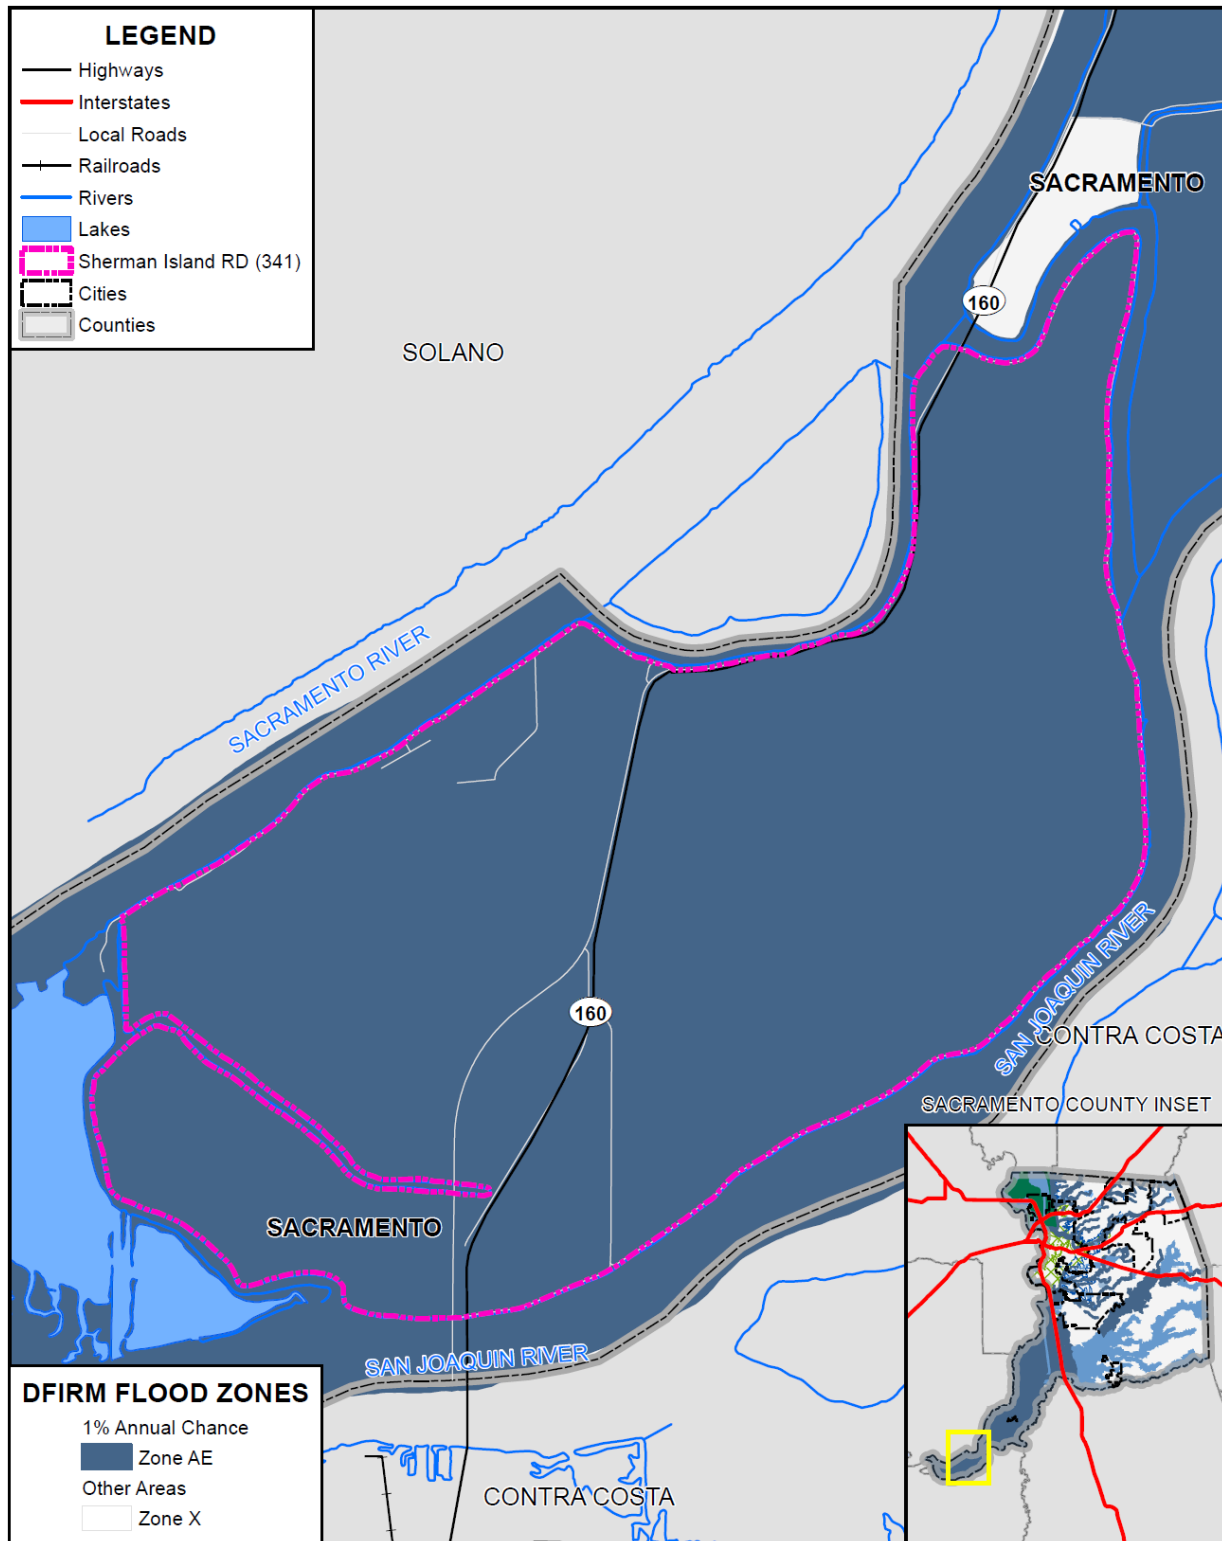 LEGEND
Highways
Interstates
Local Roads
Railroads
Rivers
Lakes
Sherman Island RD (341)
Cities
Counties
SACRAMENTO
160
SOLANO
SACRAMENTO RIVER
SAN JOAQUIN RIVER
160
CONTRA COSTA
SACRAMENTO COUNTY INSET
SACRAMENTO
SAN JOAQUIN RIVER
DFIRM FLOOD ZONES
1% Annual Chance
Zone AE
Other Areas
Zone X
CONTRA COSTA